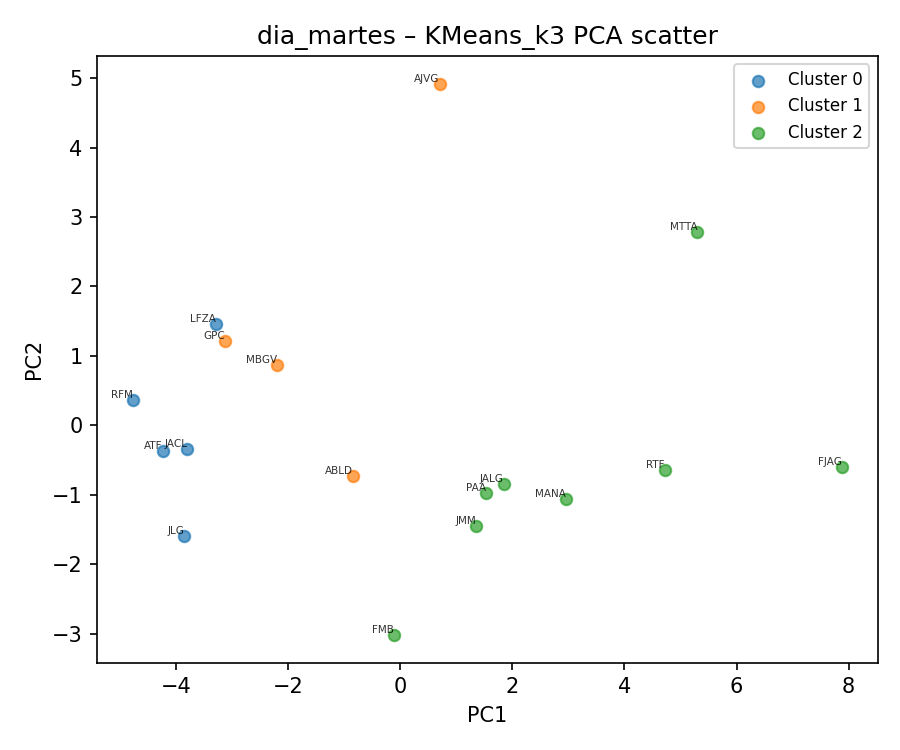 dia_martes – KMeans_k3 PCA scatter
Cluster 0
Cluster 1
Cluster 2
PC2
5
4
3
2
1
0
−1
−2
−3
AJVG
MTTA
LFZA
GPC
MBGV
RFM
ATF
JACL
ABLD
JLG
JALG
PAA
MANA
RTF
FJAG
JMM
FMB
−4
−2
0
2
4
6
8
PC1